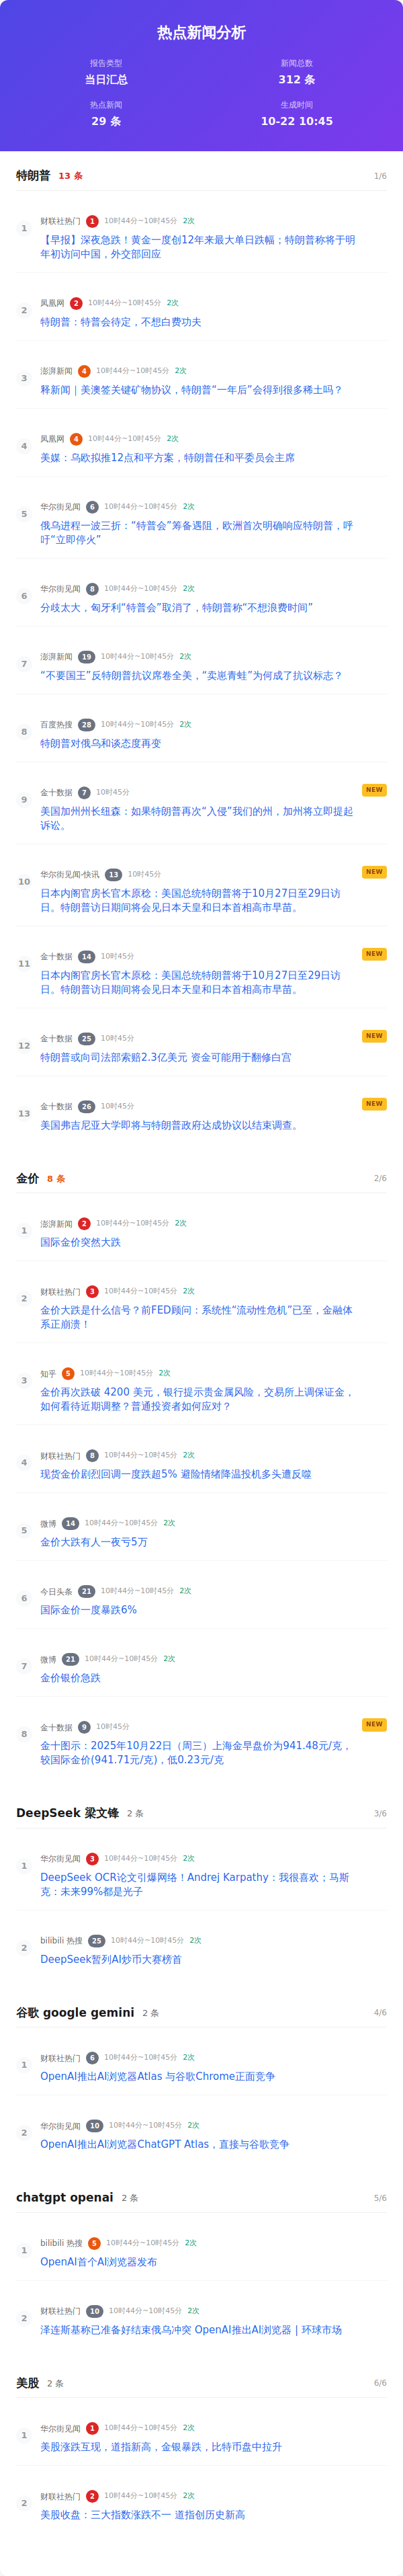 热点新闻分析
报告类型
新闻总数
当日汇总
312 条
热点新闻
生成时间
29 条
10-22 10:45
特朗普 13 条 1/6
1
财联社热门 1 10时44分~10时45分 2次
【早报】深夜急跌！黄金一度创12年来最大单日跌幅；特朗普称将于明
年初访问中国，外交部回应
2
凤凰网 2 10时44分~10时45分 2次
特朗普：特普会待定，不想白费功夫
3
澎湃新闻 4 10时44分~10时45分 2次
释新闻｜美澳签关键矿物协议，特朗普“一年后”会得到很多稀土吗？
4
凤凰网 4 10时44分~10时45分 2次
美媒：乌欧拟推12点和平方案，特朗普任和平委员会主席
5
华尔街见闻 6 10时44分~10时45分 2次
俄乌进程一波三折：“特普会”筹备遇阻，欧洲首次明确响应特朗普，呼
吁“立即停火”
6
华尔街见闻 8 10时44分~10时45分 2次
分歧太大，匈牙利“特普会”取消了，特朗普称“不想浪费时间”
7
澎湃新闻 19 10时44分~10时45分 2次
“不要国王”反特朗普抗议席卷全美，“卖崽青蛙”为何成了抗议标志？
8
百度热搜 28 10时44分~10时45分 2次
特朗普对俄乌和谈态度再变
9
金十数据 7 10时45分 NEW
美国加州州长纽森：如果特朗普再次“入侵”我们的州，加州将立即提起
诉讼。
10
华尔街见闻-快讯 13 10时45分 NEW
日本内阁官房长官木原稔：美国总统特朗普将于10月27日至29日访
日。特朗普访日期间将会见日本天皇和日本首相高市早苗。
11
金十数据 14 10时45分 NEW
日本内阁官房长官木原稔：美国总统特朗普将于10月27日至29日访
日。特朗普访日期间将会见日本天皇和日本首相高市早苗。
12
金十数据 25 10时45分 NEW
特朗普或向司法部索赔2.3亿美元 资金可能用于翻修白宫
13
金十数据 26 10时45分 NEW
美国弗吉尼亚大学即将与特朗普政府达成协议以结束调查。
金价 8 条 2/6
1
澎湃新闻 2 10时44分~10时45分 2次
国际金价突然大跌
2
财联社热门 3 10时44分~10时45分 2次
金价大跌是什么信号？前FED顾问：系统性“流动性危机”已至，金融体
系正崩溃！
3
知乎 5 10时44分~10时45分 2次
金价再次跌破 4200 美元，银行提示贵金属风险，交易所上调保证金，
如何看待近期调整？普通投资者如何应对？
4
财联社热门 8 10时44分~10时45分 2次
现货金价剧烈回调一度跌超5% 避险情绪降温投机多头遭反噬
5
微博 14 10时44分~10时45分 2次
金价大跌有人一夜亏5万
6
今日头条 21 10时44分~10时45分 2次
国际金价一度暴跌6%
7
微博 21 10时44分~10时45分 2次
金价银价急跌
8
金十数据 9 10时45分 NEW
金十图示：2025年10月22日（周三）上海金早盘价为941.48元/克，
较国际金价(941.71元/克)，低0.23元/克
DeepSeek 梁文锋 2 条 3/6
1
华尔街见闻 3 10时44分~10时45分 2次
DeepSeek OCR论文引爆网络！Andrej Karpathy：我很喜欢；马斯
克：未来99%都是光子
2
bilibili 热搜 25 10时44分~10时45分 2次
DeepSeek暂列AI炒币大赛榜首
谷歌 google gemini 2 条 4/6
1
财联社热门 6 10时44分~10时45分 2次
OpenAI推出AI浏览器Atlas 与谷歌Chrome正面竞争
2
华尔街见闻 10 10时44分~10时45分 2次
OpenAI推出AI浏览器ChatGPT Atlas，直接与谷歌竞争
chatgpt openai 2 条 5/6
1
bilibili 热搜 5 10时44分~10时45分 2次
OpenAI首个AI浏览器发布
2
财联社热门 10 10时44分~10时45分 2次
泽连斯基称已准备好结束俄乌冲突 OpenAI推出AI浏览器 | 环球市场
美股 2 条 6/6
1
华尔街见闻 1 10时44分~10时45分 2次
美股涨跌互现，道指新高，金银暴跌，比特币盘中拉升
2
财联社热门 2 10时44分~10时45分 2次
美股收盘：三大指数涨跌不一 道指创历史新高